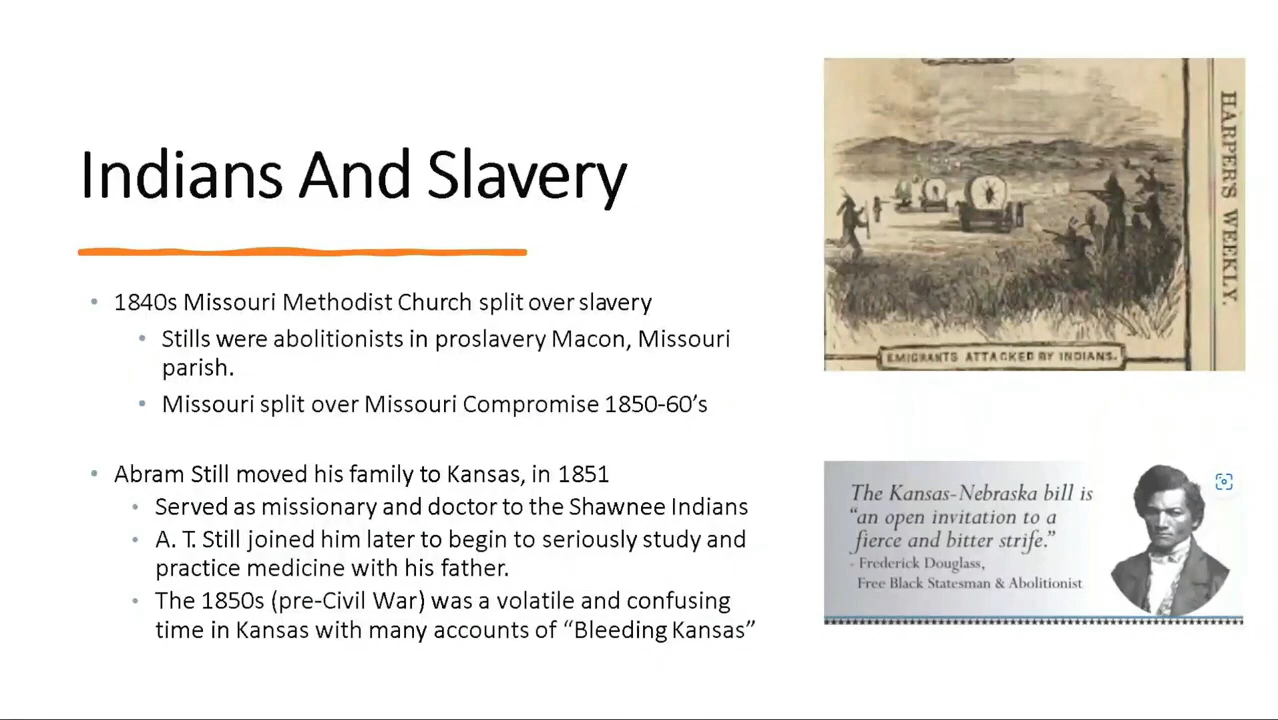 Indians And Slavery
• 1840s Missouri Methodist Church split over slavery
• Stills were abolitionists in proslavery Macon, Missouri
parish.
• Missouri split over Missouri Compromise 1850-60’s
• Abram Still moved his family to Kansas, in 1851
• Served as missionary and doctor to the Shawnee Indians
• A. T. Still joined him later to begin to seriously study and
practice medicine with his father.
• The 1850s (pre-Civil War) was a volatile and confusing
time in Kansas with many accounts of “Bleeding Kansas”
HARPER'S WEEKLY.
EMIGRANTS ATTACKED BY INDIANS.
The Kansas-Nebraska bill is
“an open invitation to a
fierce and bitter strife.”
- Frederick Douglass,
Free Black Statesman & Abolitionist